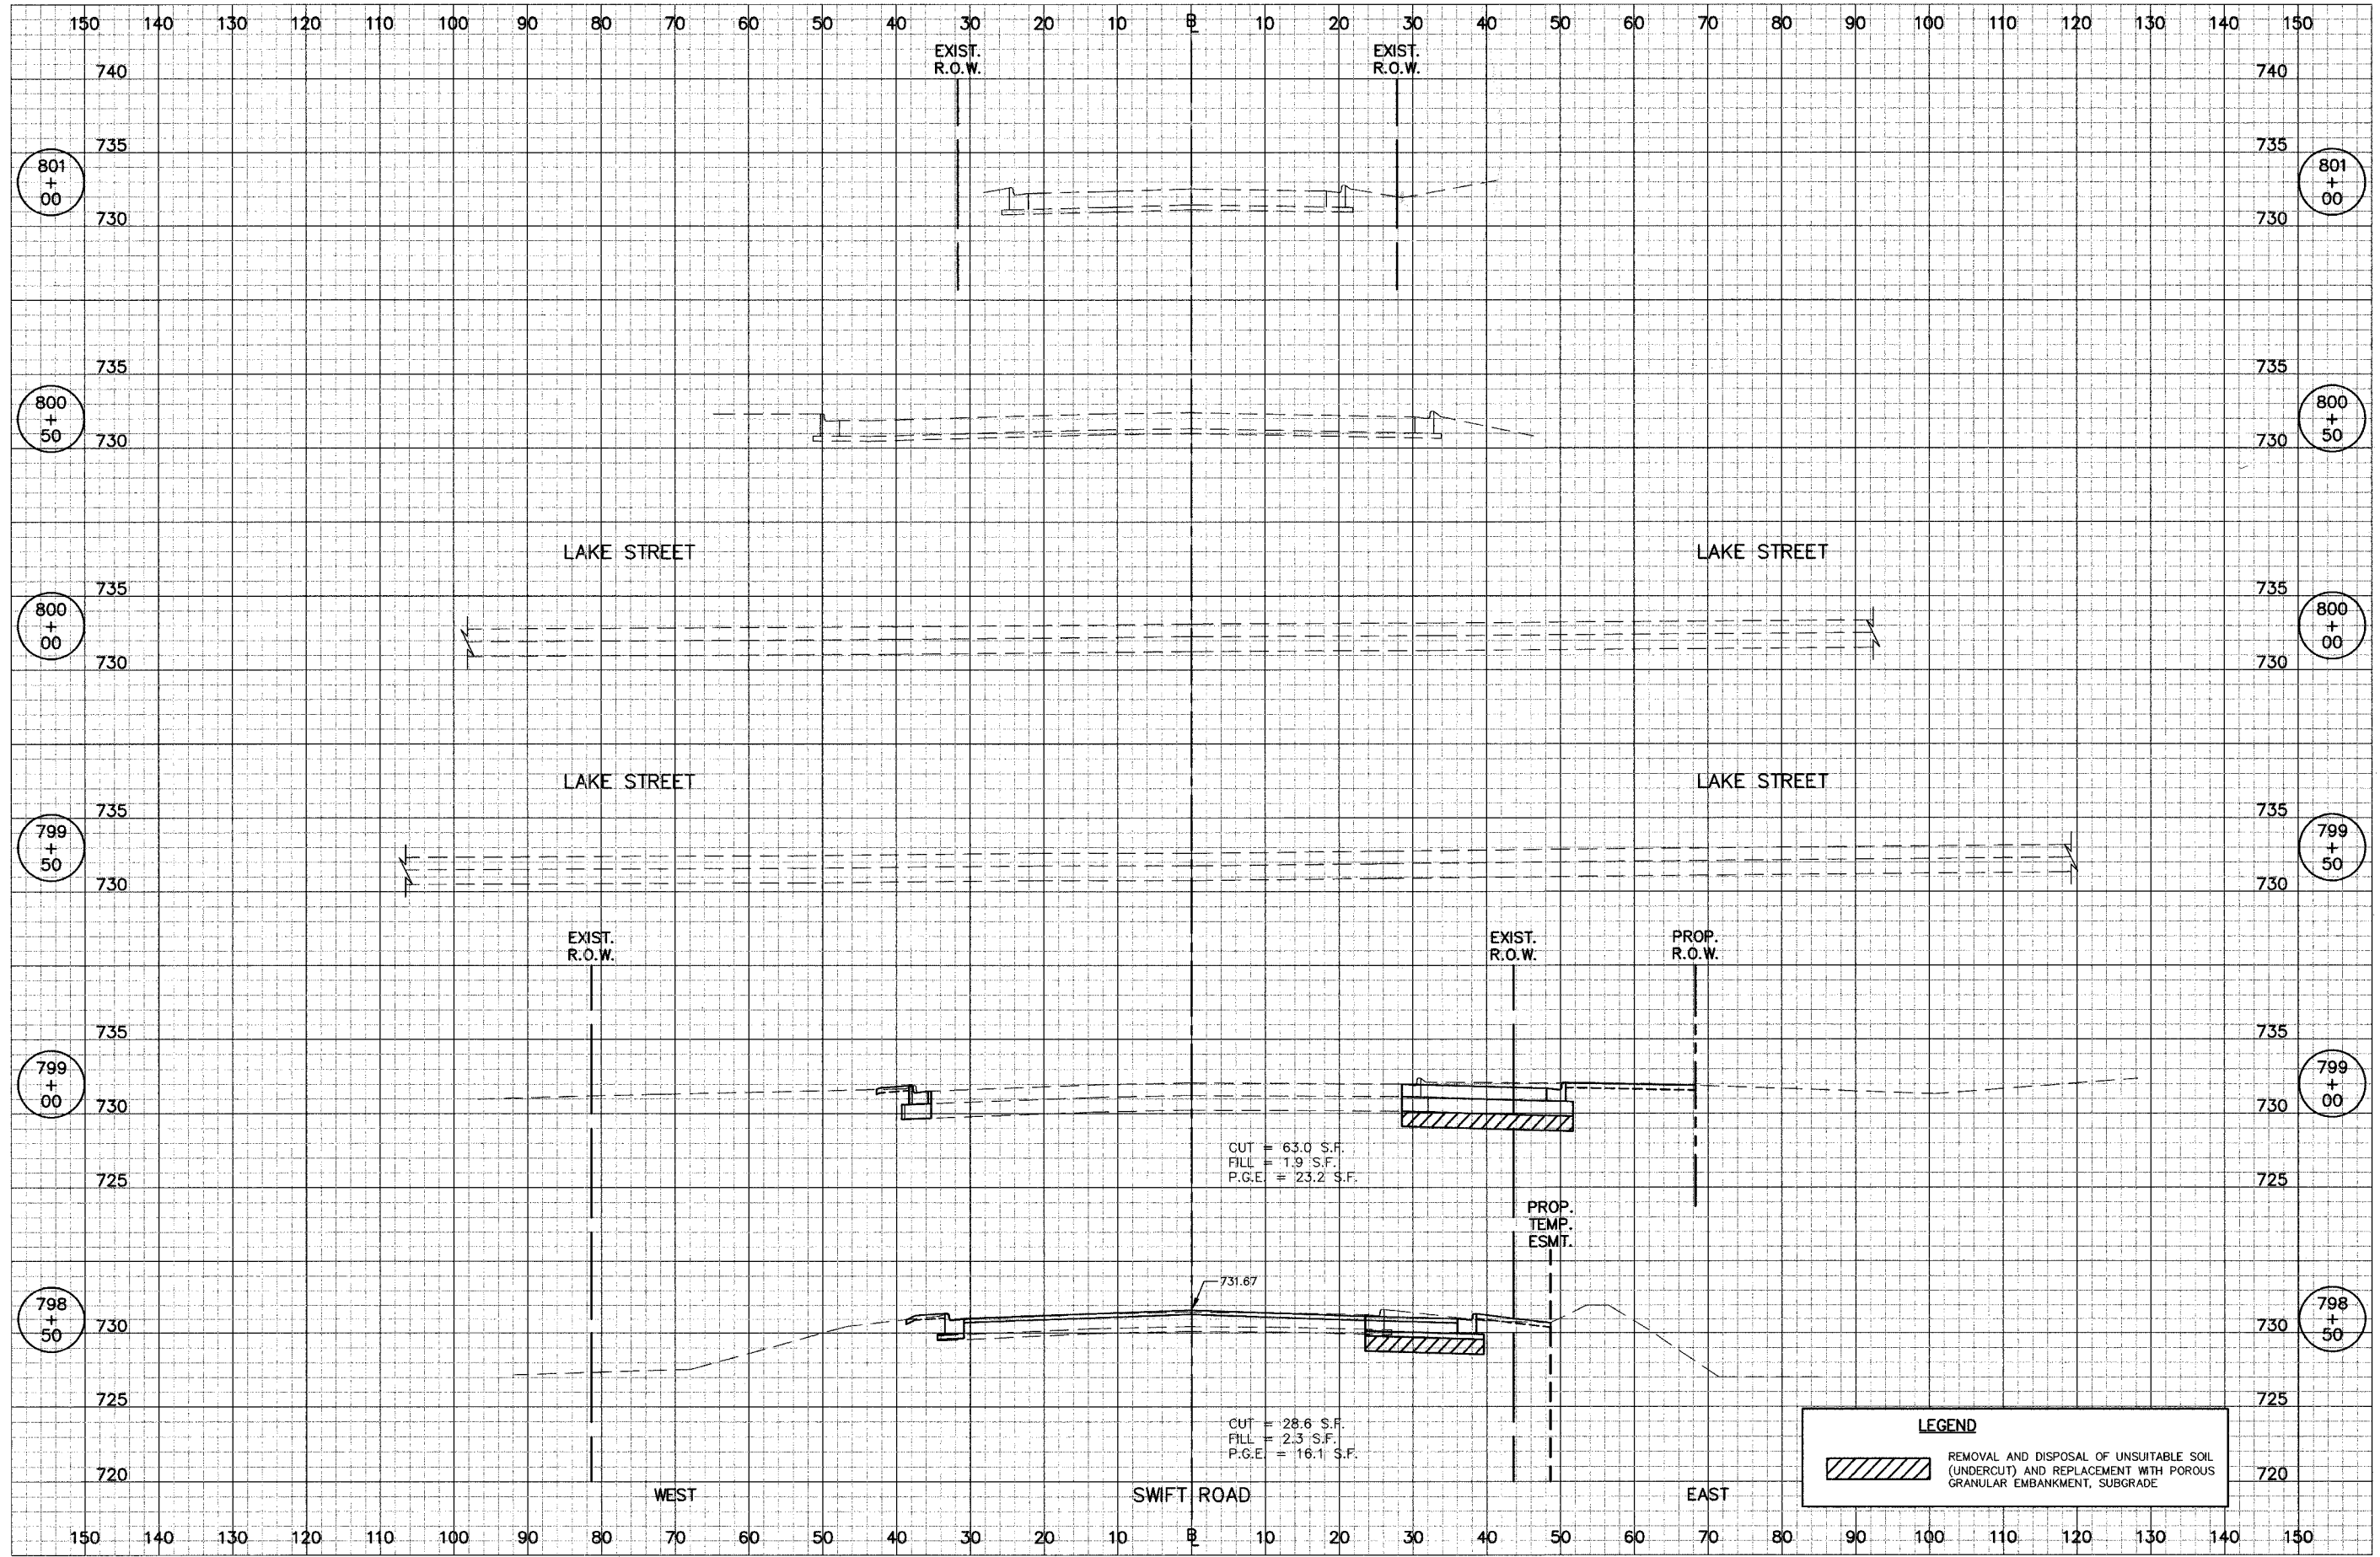 150 140 130 120 110 100 90 80 70 60 50 40 30 20 10 B 10 20 30 40 50 60 70 80 90 100 110 120 130 140 150
EXIST. EXIST.
R.O.W. R.O.W.
740 740
735 735
801 801
+ +
00 00
730 730
735 735
800 800
+ +
50 50
730 730
LAKE STREET LAKE STREET
735 735
800 800
+ +
00 00
730 730
LAKE STREET LAKE STREET
735 735
799 799
+ +
50 50
730 730
EXIST. EXIST. PROP.
R.O.W. R.O.W. R.O.W.
735 735
799 799
+ +
00 00
730 730
CUT = 63.0 S.F.
FILL = 1.9 S.F.
P.G.E. = 23.2 S.F.
725 725
PROP.
TEMP.
ESMT.
731.67
798 798
+ +
50 50
730 730
725 725
CUT = 28.6 S.F.
FILL = 2.3 S.F.
P.G.E. = 16.1 S.F.
LEGEND
REMOVAL AND DISPOSAL OF UNSUITABLE SOIL
(UNDERCUT) AND REPLACEMENT WITH POROUS
GRANULAR EMBANKMENT, SUBGRADE
720 720
WEST SWIFT ROAD EAST
150 140 130 120 110 100 90 80 70 60 50 40 30 20 10 B 10 20 30 40 50 60 70 80 90 100 110 120 130 140 150